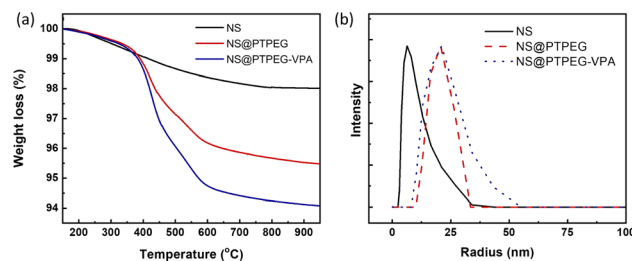 (a)
NS
NS@PTPEG
NS@PTPEG-VPA
Weight loss (%)
100
99
98
97
96
95
94
200 300 400 500 600 700 800 900
Temperature (°C)
(b)
NS
NS@PTPEG
NS@PTPEG-VPA
Intensity
0 25 50 75 100
Radius (nm)